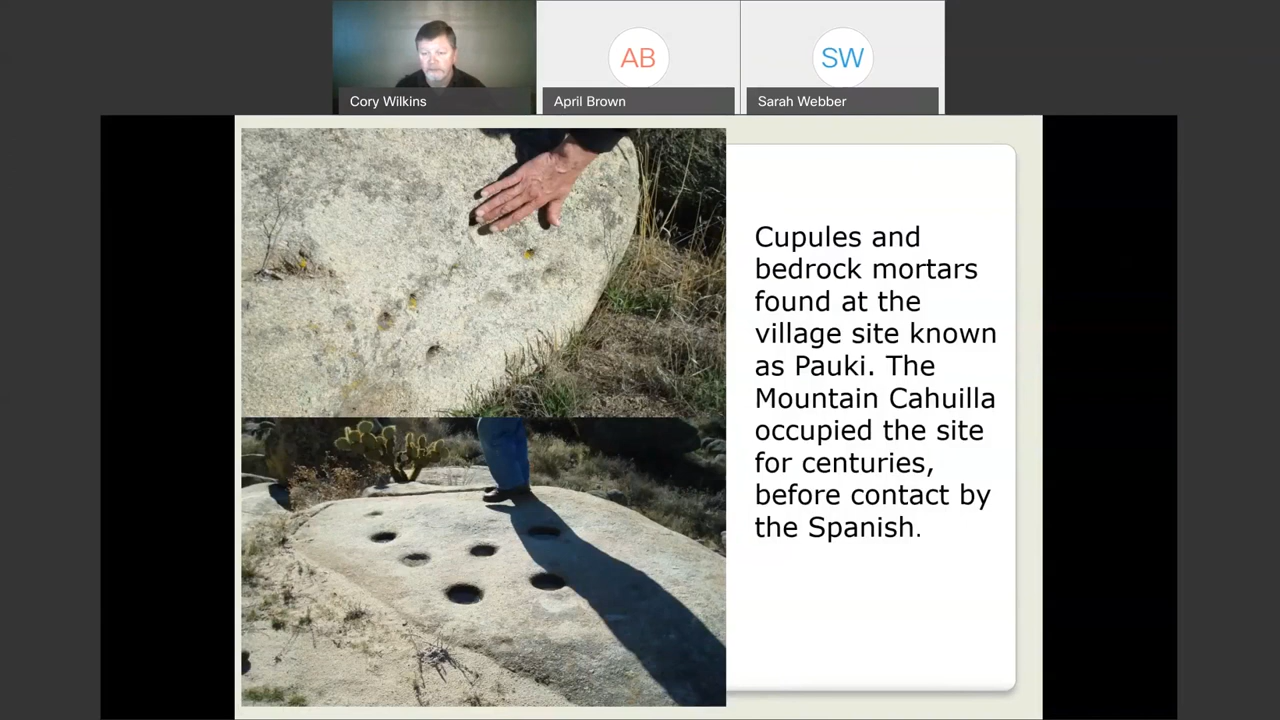 AB
SW
Cory Wilkins
April Brown
Sarah Webber
Cupules and
bedrock mortars
found at the
village site known
as Pauki. The
Mountain Cahuilla
occupied the site
for centuries,
before contact by
the Spanish.